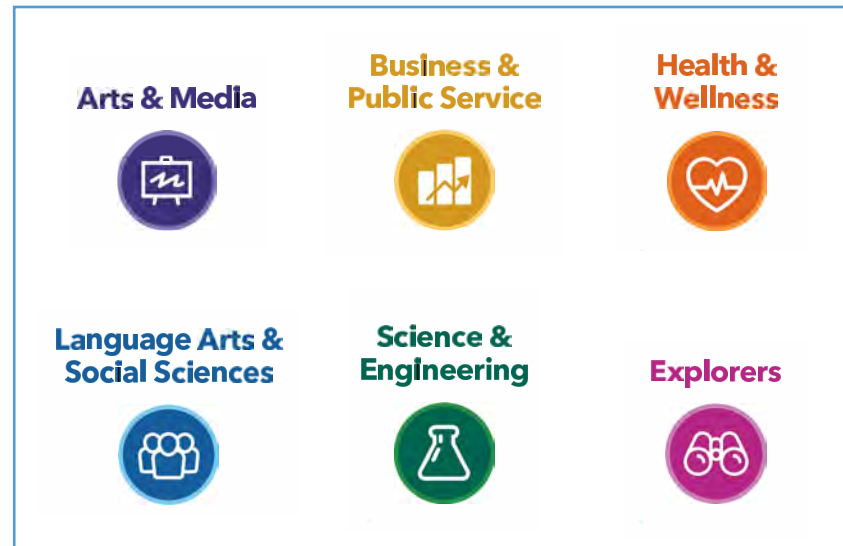 Arts & Media
Business &
Public Service
Health &
Wellness
Language Arts &
Social Sciences
Science &
Engineering
Explorers